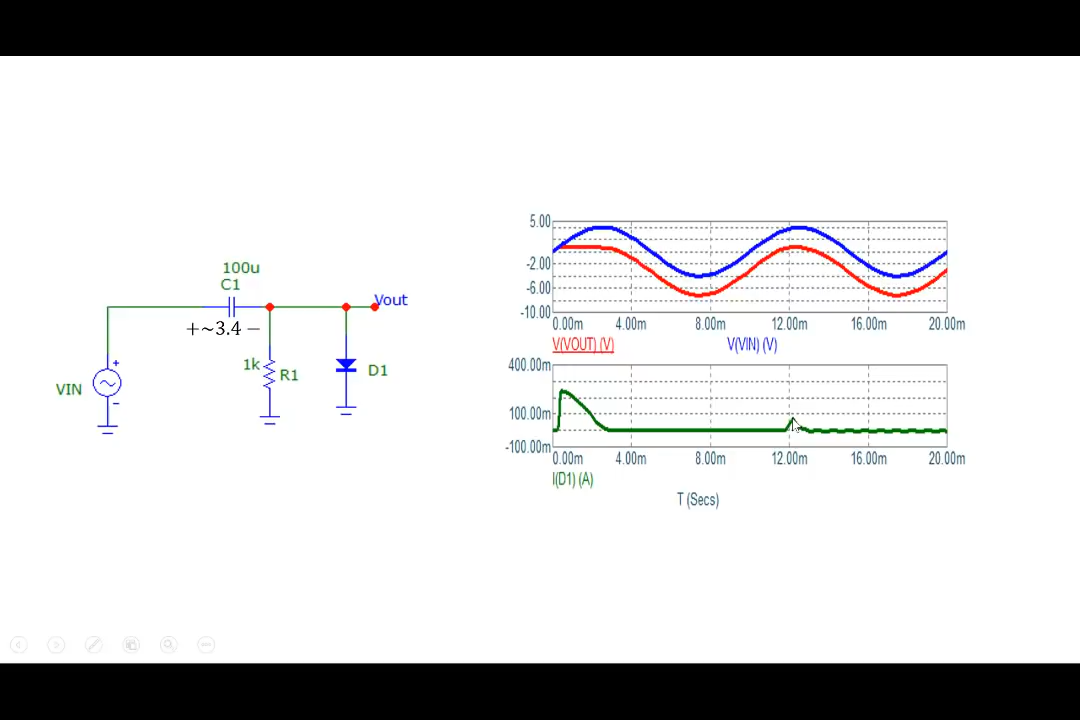 100u
C1
Vout
+~3.4 −
1k
R1
D1
VIN
+
−
5.00
-2.00
-6.00
-10.00
0.00m 4.00m 8.00m 12.00m 16.00m 20.00m
V(VOUT) (V) V(VIN) (V)
400.00m
100.00m
-100.00m
0.00m 4.00m 8.00m 12.00m 16.00m 20.00m
I(D1) (A)
T (Secs)